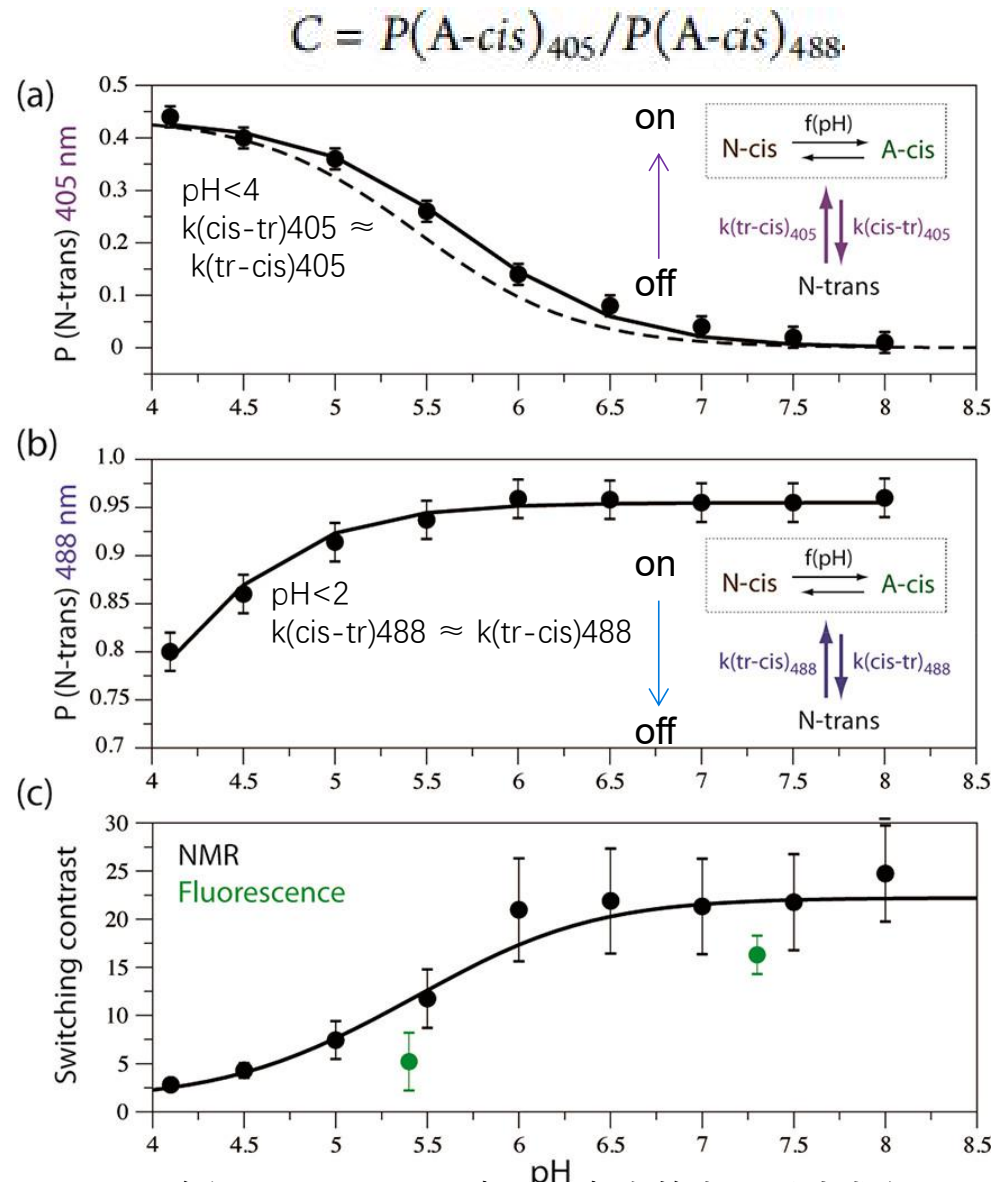 C = P(A-cis)405/P(A-cis)488.
(a)
P (N-trans) 405 nm
0.5
0.4
0.3
0.2
0.1
0
pH<4
k(cis-tr)405 ≈
k(tr-cis)405
on
off
f(pH)
N-cis
A-cis
k(tr-cis)405
k(cis-tr)405
N-trans
4 4.5 5 5.5 6 6.5 7 7.5 8 8.5
(b)
P (N-trans) 488 nm
1.0
0.95
0.9
0.85
0.8
0.75
0.7
pH<2
k(cis-tr)488 ≈ k(tr-cis)488
on
off
f(pH)
N-cis
A-cis
k(tr-cis)488
k(cis-tr)488
N-trans
4 4.5 5 5.5 6 6.5 7 7.5 8 8.5
(c)
Switching contrast
30
25
20
15
10
5
0
NMR
Fluorescence
4 4.5 5 5.5 6 6.5 7 7.5 8 8.5
pH